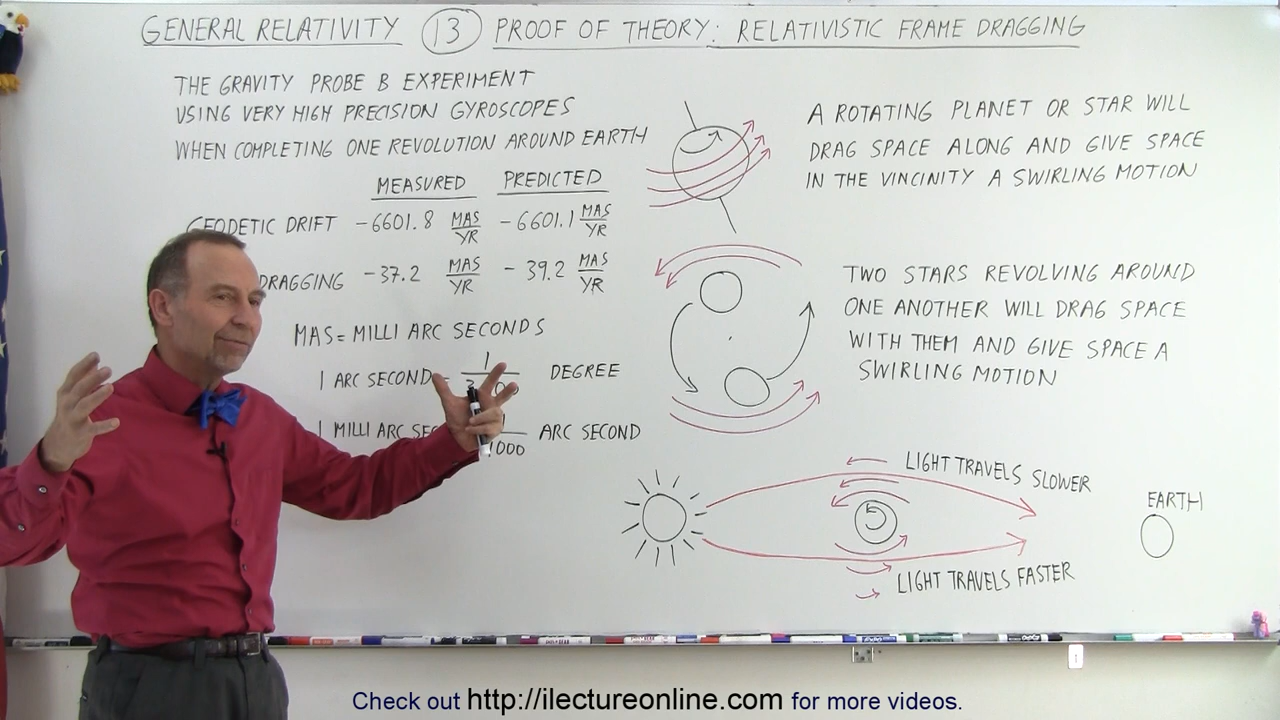 GENERAL RELATIVITY 13 PROOF OF THEORY: RELATIVISTIC FRAME DRAGGING
THE GRAVITY PROBE B EXPERIMENT
USING VERY HIGH PRECISION GYROSCOPES
WHEN COMPLETING ONE REVOLUTION AROUND EARTH
MEASURED PREDICTED
GEODETIC DRIFT -6601.8 MAS/YR -6601.1 MAS/YR
DRAGGING -37.2 MAS/YR -39.2 MAS/YR
MAS = MILLI ARC SECONDS
1 ARC SECOND = DEGREE
1 MILLI ARC 1000 ARC SECOND
A ROTATING PLANET OR STAR WILL
DRAG SPACE ALONG AND GIVE SPACE
IN THE VINCINITY A SWIRLING MOTION
TWO STARS REVOLVING AROUND
ONE ANOTHER WILL DRAG SPACE
WITH THEM AND GIVE SPACE A
SWIRLING MOTION
LIGHT TRAVELS SLOWER
EARTH
LIGHT TRAVELS FASTER
Check out http://ilectureonline.com for more videos.